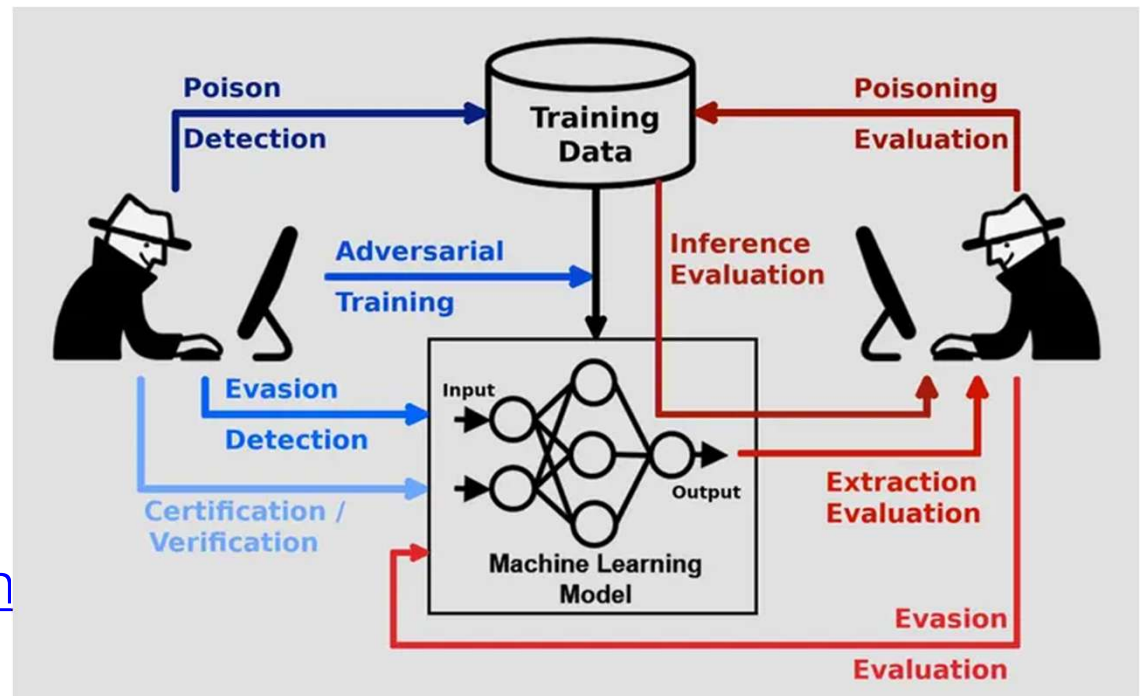 Poison
Detection
Training
Data
Poisoning
Evaluation
Adversarial
Training
Inference
Evaluation
Evasion
Detection
Input
Output
Certification /
Verification
Extraction
Evaluation
Machine Learning
Model
Evasion
Evaluation